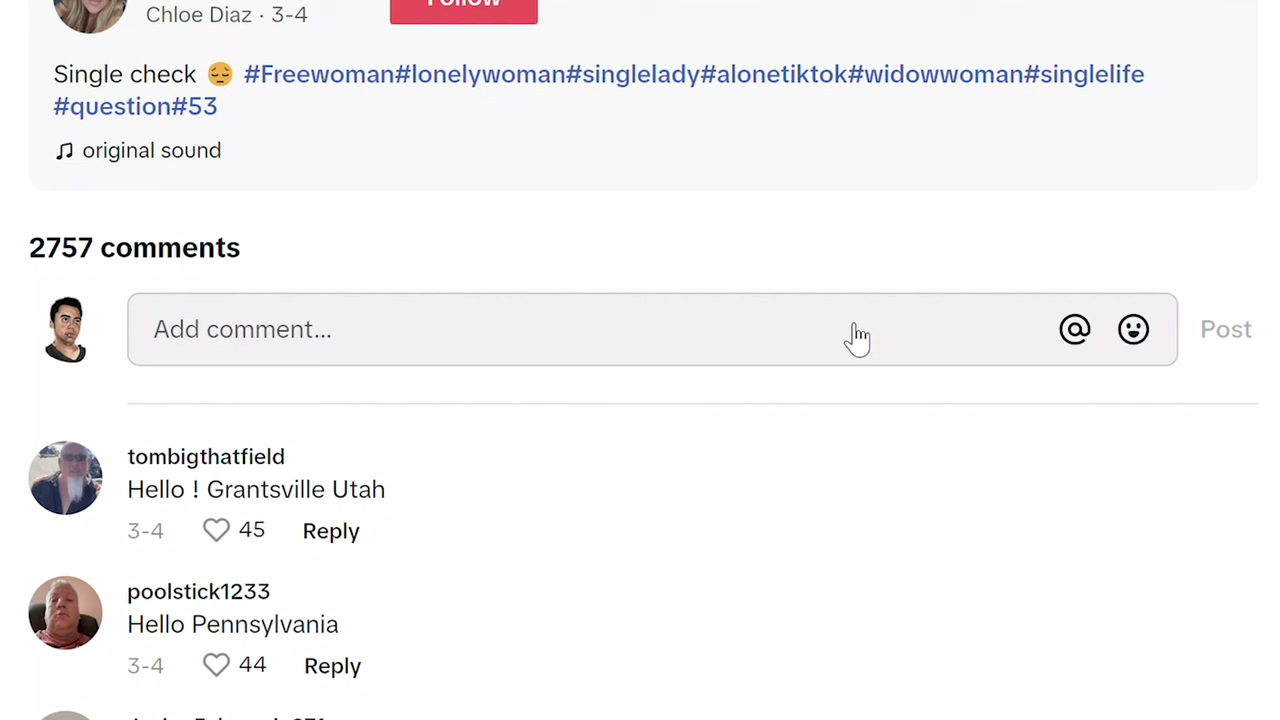 Follow
Chloe Diaz · 3-4
Single check 😔 #Freewoman#lonelywoman#singlelady#alonetiktok#widowwoman#singlelife
#question#53
original sound
2757 comments
Add comment...
Post
tombigthatfield
Hello ! Grantsville Utah
3-4 45 Reply
poolstick1233
Hello Pennsylvania
3-4 44 Reply